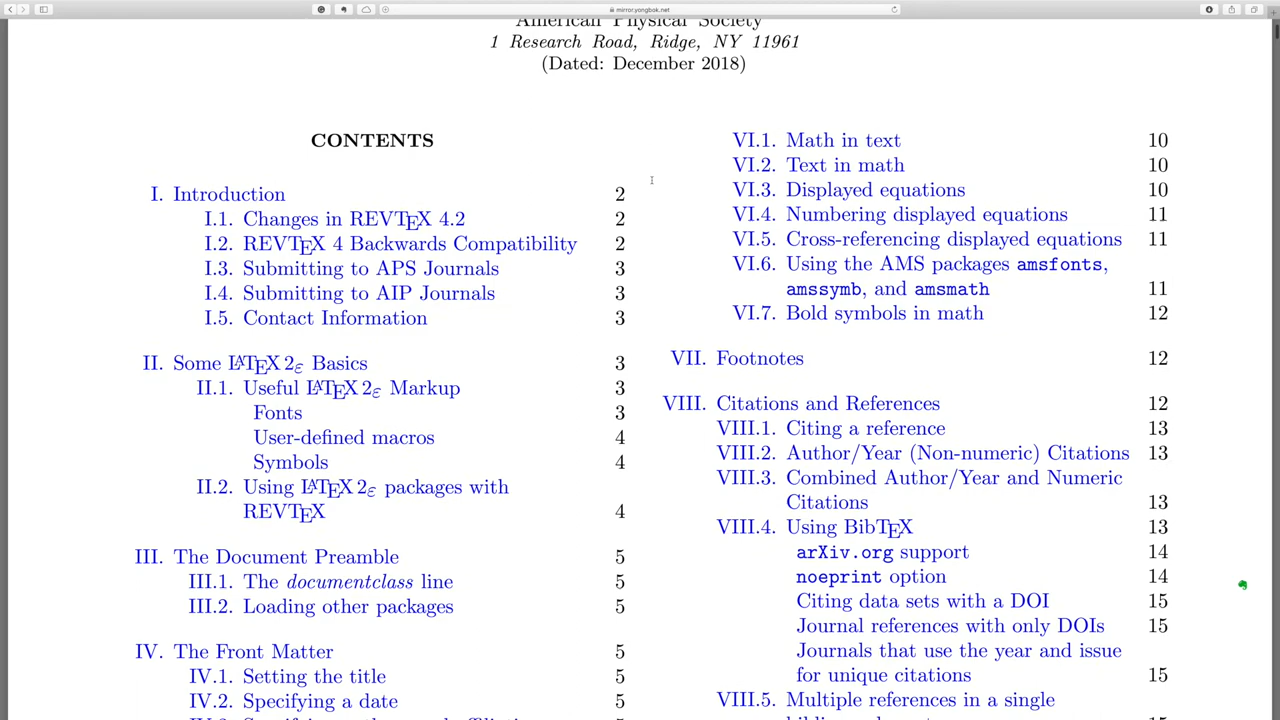 mirror.yongbok.net
American Physical Society
1 Research Road, Ridge, NY 11961
(Dated: December 2018)
CONTENTS
I. Introduction 2
I.1. Changes in REVTEX 4.2 2
I.2. REVTEX 4 Backwards Compatibility 2
I.3. Submitting to APS Journals 3
I.4. Submitting to AIP Journals 3
I.5. Contact Information 3
II. Some LATEX 2ε Basics 3
II.1. Useful LATEX 2ε Markup 3
Fonts 3
User-defined macros 4
Symbols 4
II.2. Using LATEX 2ε packages with
REVTEX 4
III. The Document Preamble 5
III.1. The documentclass line 5
III.2. Loading other packages 5
IV. The Front Matter 5
IV.1. Setting the title 5
IV.2. Specifying a date 5
VI.1. Math in text 10
VI.2. Text in math 10
VI.3. Displayed equations 10
VI.4. Numbering displayed equations 11
VI.5. Cross-referencing displayed equations 11
VI.6. Using the AMS packages amsfonts,
amssymb, and amsmath 11
VI.7. Bold symbols in math 12
VII. Footnotes 12
VIII. Citations and References 12
VIII.1. Citing a reference 13
VIII.2. Author/Year (Non-numeric) Citations 13
VIII.3. Combined Author/Year and Numeric
Citations 13
VIII.4. Using BibTEX 13
arXiv.org support 14
noeprint option 14
Citing data sets with a DOI 15
Journal references with only DOIs 15
Journals that use the year and issue
for unique citations 15
VIII.5. Multiple references in a single